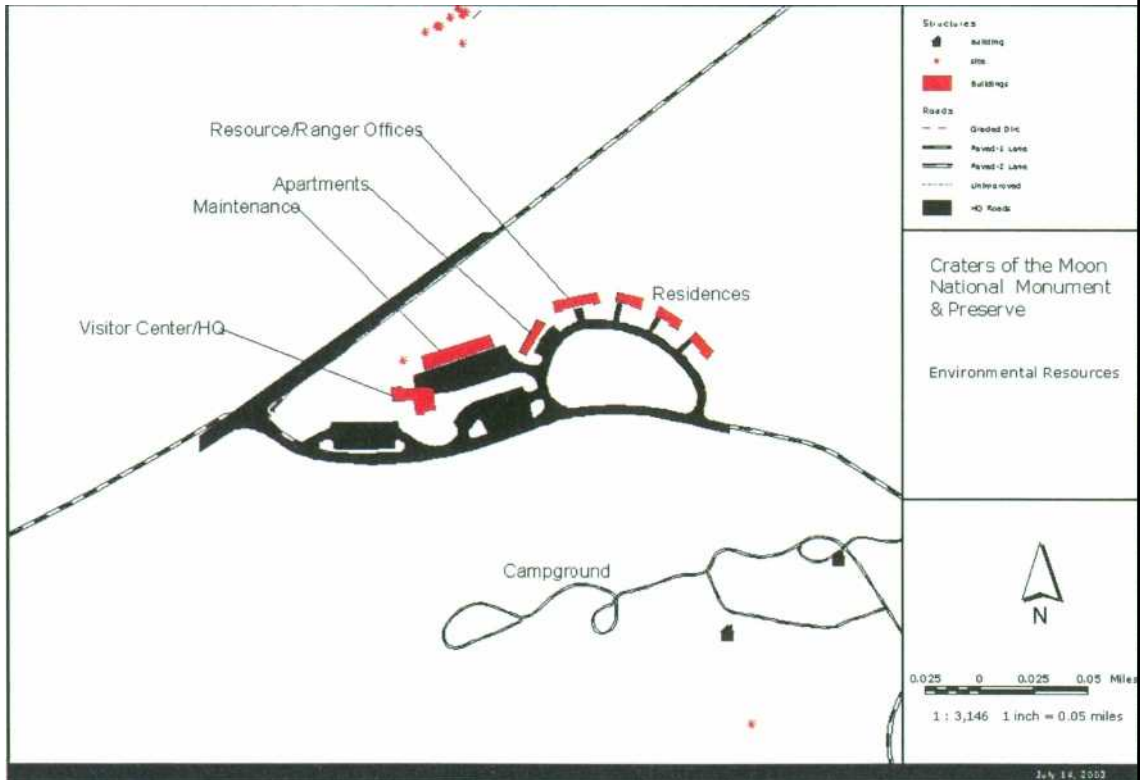 Resource/Ranger Offices
Apartments
Maintenance
Residences
Visitor Center/HQ
Campground
Structures
Building
Site
Buildings
Roads
Graded Dirt
Paved-1 Lane
Paved-2 Lane
Unimproved
HQ Roads
Craters of the Moon
National Monument
& Preserve
Environmental Resources
N
0.025 0 0.025 0.05 Miles
1 : 3,146 1 inch = 0.05 miles